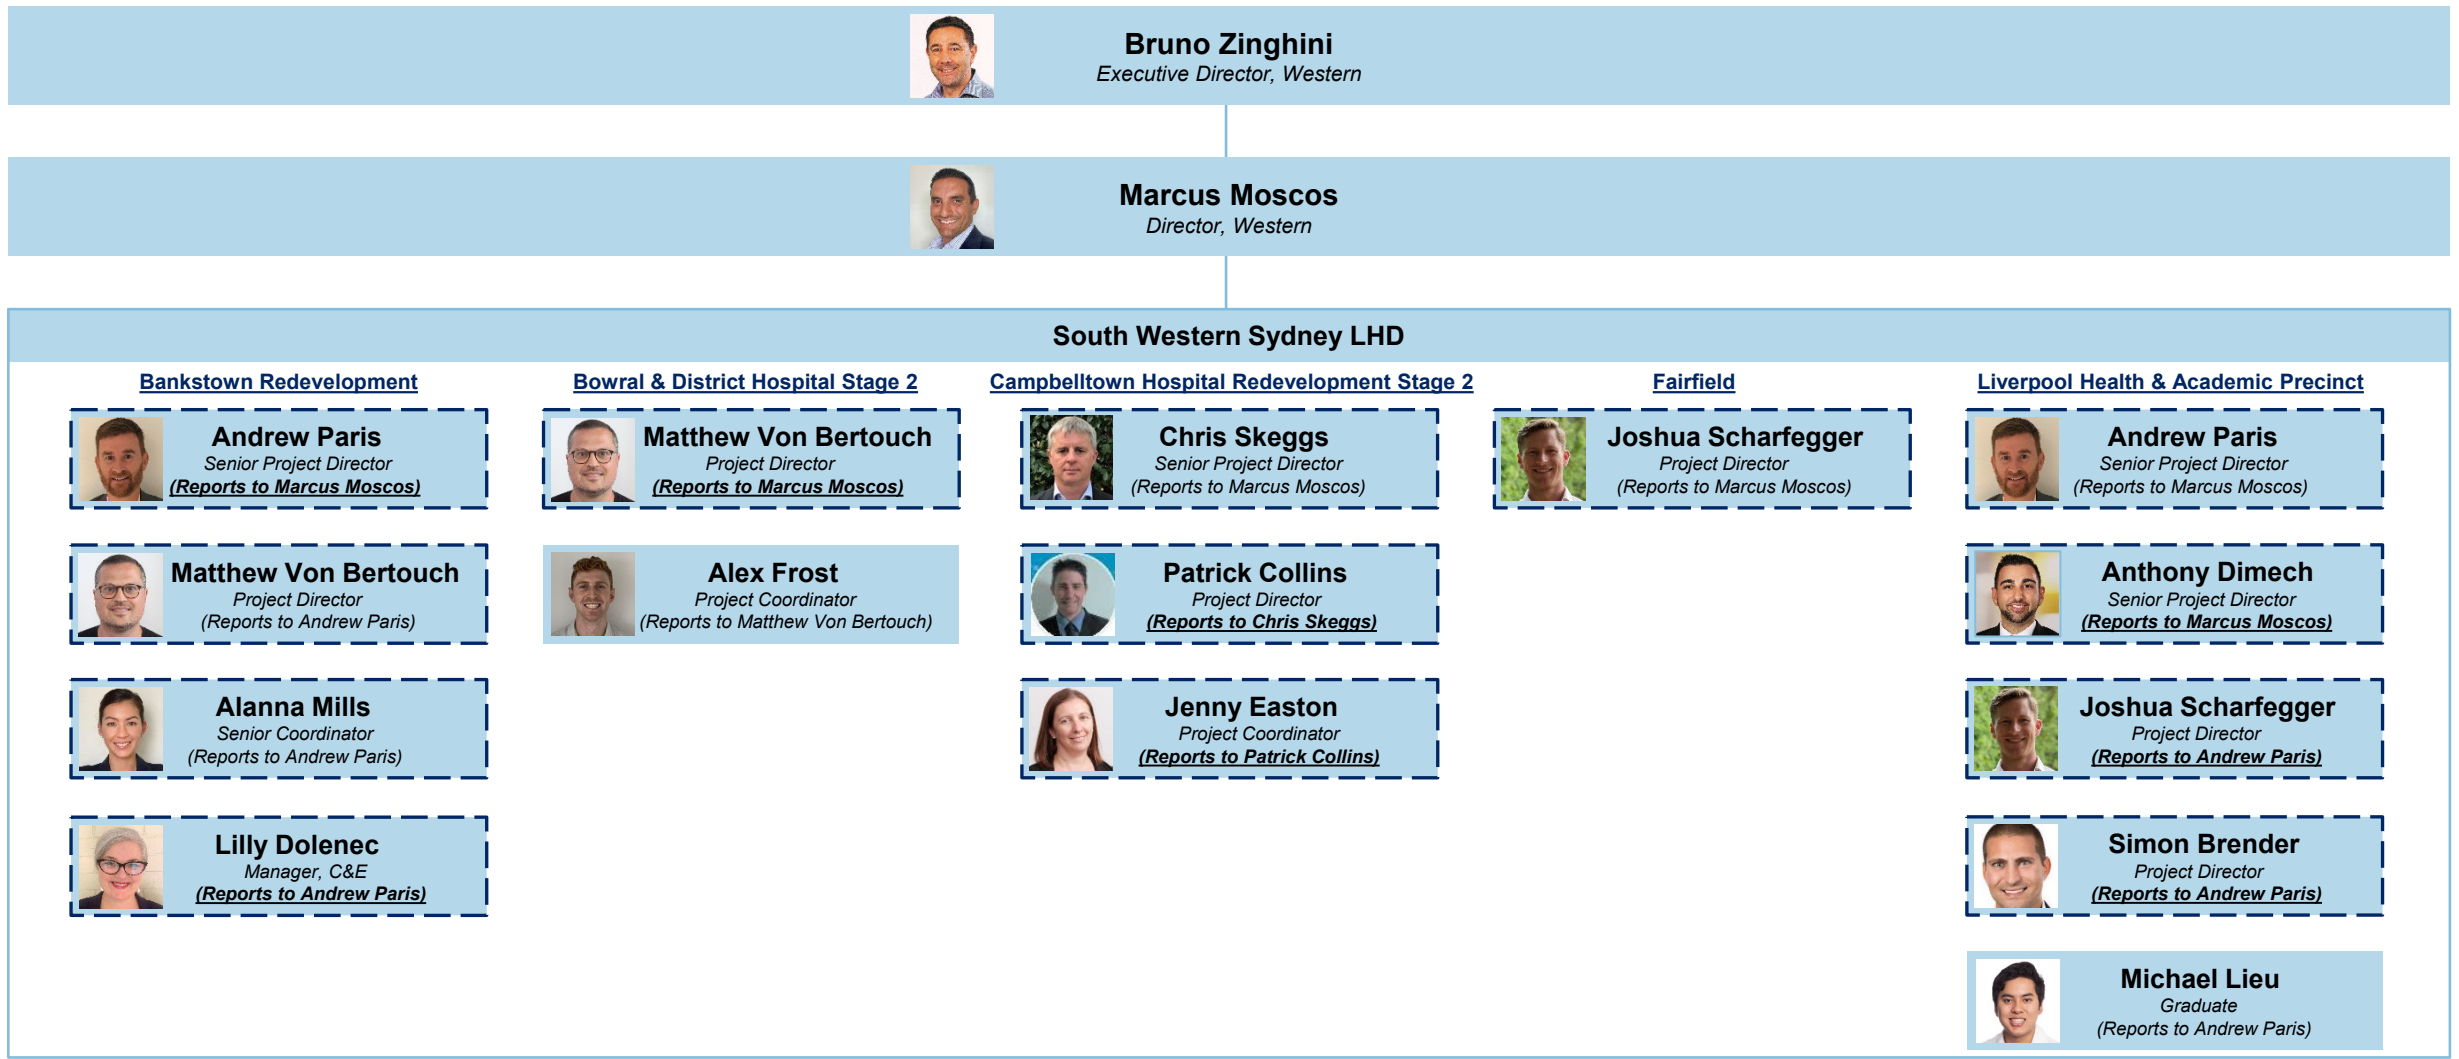 Bruno Zinghini
Executive Director, Western
Marcus Moscos
Director, Western
South Western Sydney LHD
Bankstown Redevelopment
Andrew Paris
Senior Project Director
(Reports to Marcus Moscos)
Matthew Von Bertouch
Project Director
(Reports to Andrew Paris)
Alanna Mills
Senior Coordinator
(Reports to Andrew Paris)
Lilly Dolenec
Manager, C&E
(Reports to Andrew Paris)
Bowral & District Hospital Stage 2
Matthew Von Bertouch
Project Director
(Reports to Marcus Moscos)
Alex Frost
Project Coordinator
(Reports to Matthew Von Bertouch)
Campbelltown Hospital Redevelopment Stage 2
Chris Skeggs
Senior Project Director
(Reports to Marcus Moscos)
Patrick Collins
Project Director
(Reports to Chris Skeggs)
Jenny Easton
Project Coordinator
(Reports to Patrick Collins)
Fairfield
Joshua Scharfegger
Project Director
(Reports to Marcus Moscos)
Liverpool Health & Academic Precinct
Andrew Paris
Senior Project Director
(Reports to Marcus Moscos)
Anthony Dimech
Senior Project Director
(Reports to Marcus Moscos)
Joshua Scharfegger
Project Director
(Reports to Andrew Paris)
Simon Brender
Project Director
(Reports to Andrew Paris)
Michael Lieu
Graduate
(Reports to Andrew Paris)